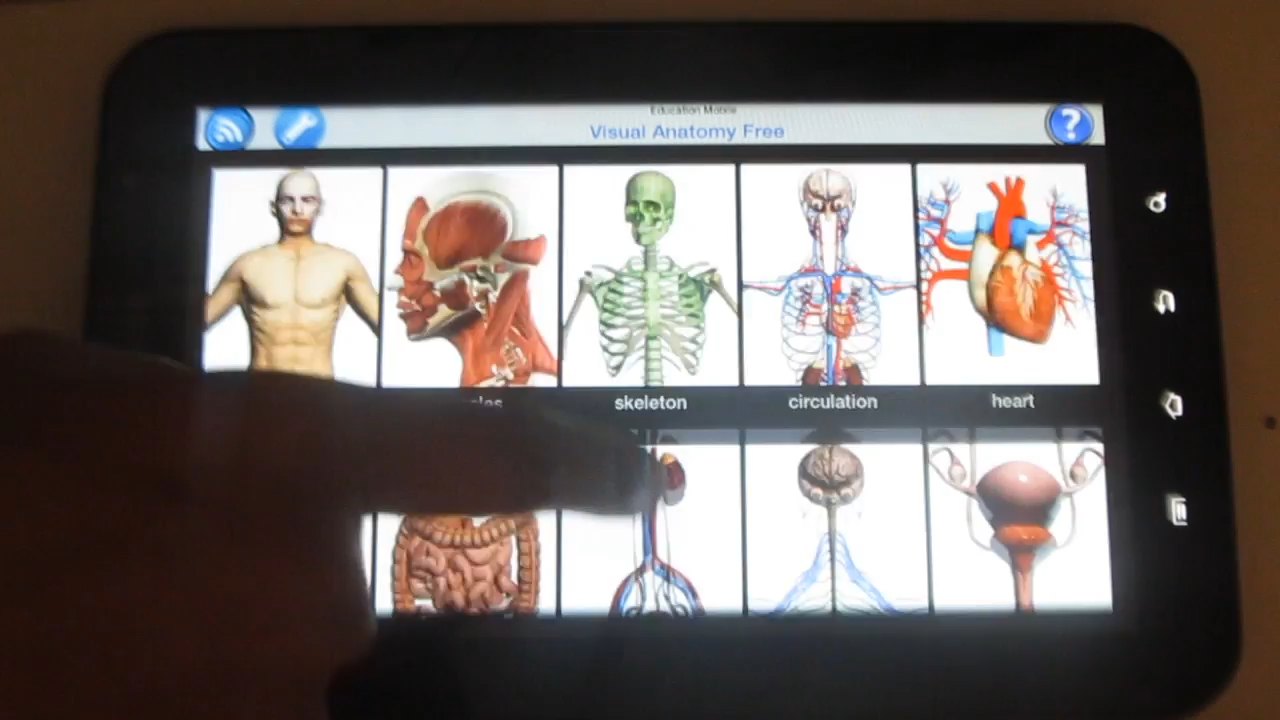 Education Mobile
Visual Anatomy Free
?
skeleton
circulation
heart